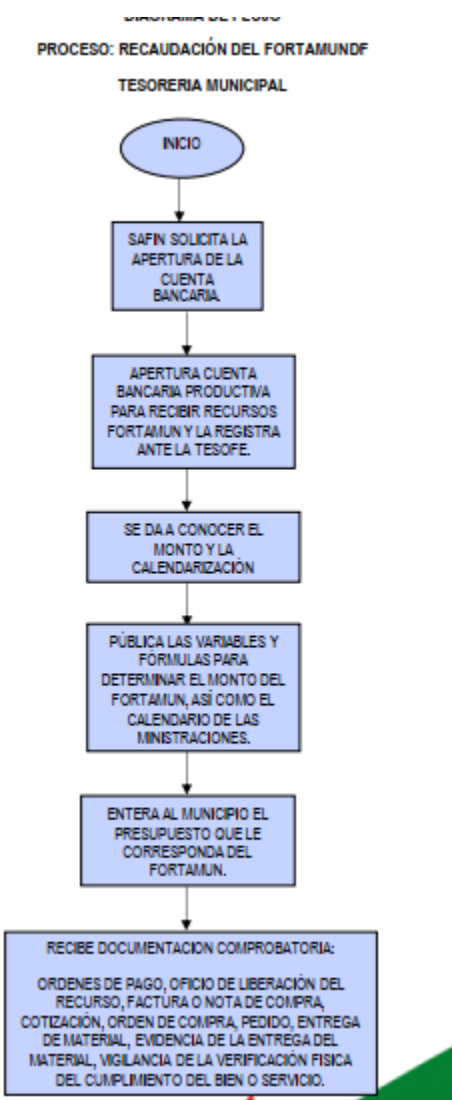 DIAGRAMA DE FLUJO
PROCESO: RECAUDACIÓN DEL FORTAMUNDF
TESORERIA MUNICIPAL
INICIO
SAFIN SOLICITA LA
APERTURA DE LA
CUENTA
BANCARIA.
APERTURA CUENTA
BANCARIA PRODUCTIVA
PARA RECIBIR RECURSOS
FORTAMUN Y LA REGISTRA
ANTE LA TESOFE.
SE DA A CONOCER EL
MONTO Y LA
CALENDARIZACIÓN
PÚBLICA LAS VARIABLES Y
FÓRMULAS PARA
DETERMINAR EL MONTO DEL
FORTAMUN, ASÍ COMO EL
CALENDARIO DE LAS
MINISTRACIONES.
ENTERA AL MUNICIPIO EL
PRESUPUESTO QUE LE
CORRESPONDA DEL
FORTAMUN.
RECIBE DOCUMENTACION COMPROBATORIA:
ORDENES DE PAGO, OFICIO DE LIBERACIÓN DEL
RECURSO, FACTURA O NOTA DE COMPRA,
COTIZACIÓN, ORDEN DE COMPRA, PEDIDO, ENTREGA
DE MATERIAL, EVIDENCIA DE LA ENTREGA DEL
MATERIAL, VIGILANCIA DE LA VERIFICACIÓN FISICA
DEL CUMPLIMIENTO DEL BIEN O SERVICIO.